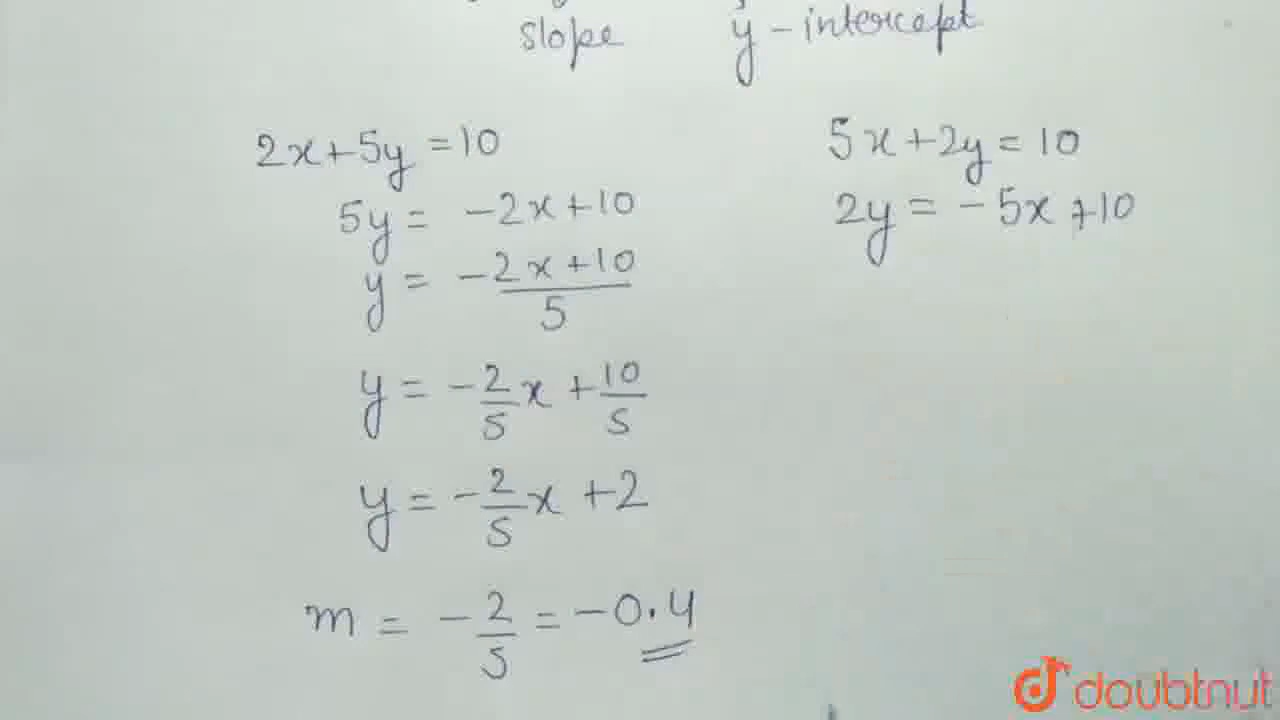 slope y - intercept
2x+5y = 10
5y = -2x+10
y = -2x+10/5
y = -2/5x + 10/5
y = -2/5x + 2
m = -2/5 = -0.4
5x+2y = 10
2y = -5x+10
doubtnut